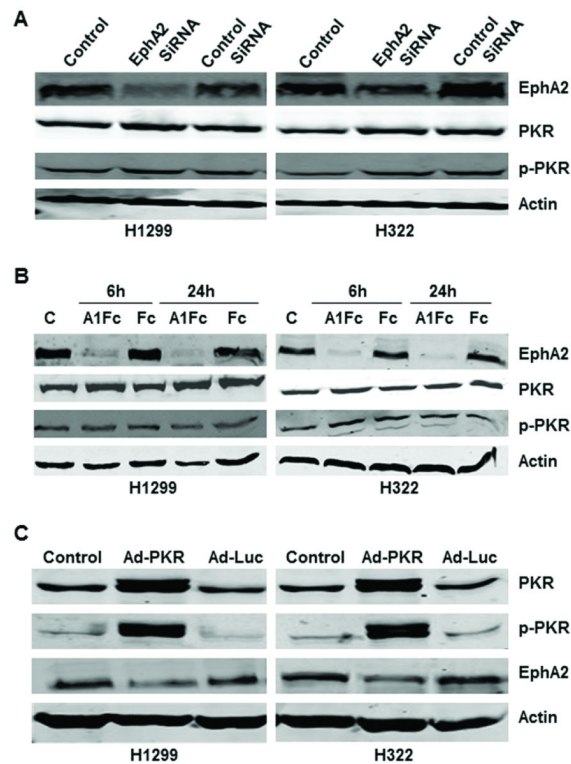 A
Control EphA2 SiRNA Control SiRNA Control EphA2 SiRNA Control SiRNA
EphA2
PKR
p-PKR
Actin
H1299 H322
B
6h 24h 6h 24h
C A1Fc Fc A1Fc Fc C A1Fc Fc A1Fc Fc
EphA2
PKR
p-PKR
Actin
H1299 H322
C
Control Ad-PKR Ad-Luc Control Ad-PKR Ad-Luc
PKR
p-PKR
EphA2
Actin
H1299 H322